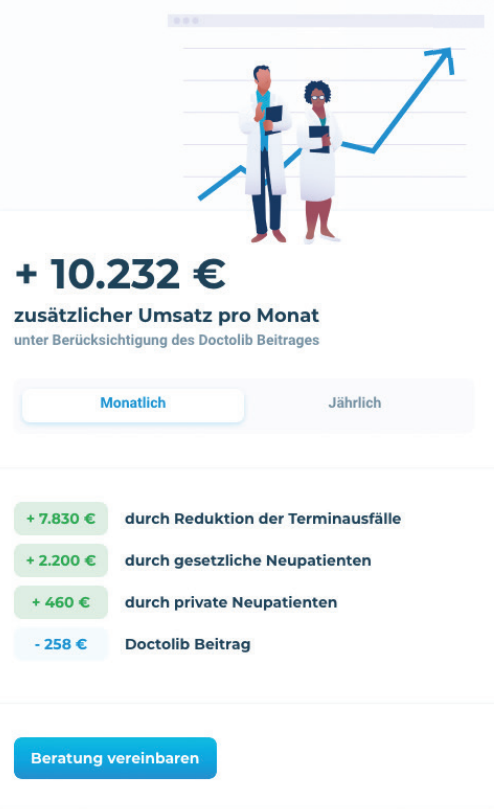 + 10.232 €
zusätzlicher Umsatz pro Monat
unter Berücksichtigung des Doctolib Beitrages
Monatlich Jährlich
+ 7.830 € durch Reduktion der Terminausfälle
+ 2.200 € durch gesetzliche Neupatienten
+ 460 € durch private Neupatienten
- 258 € Doctolib Beitrag
Beratung vereinbaren